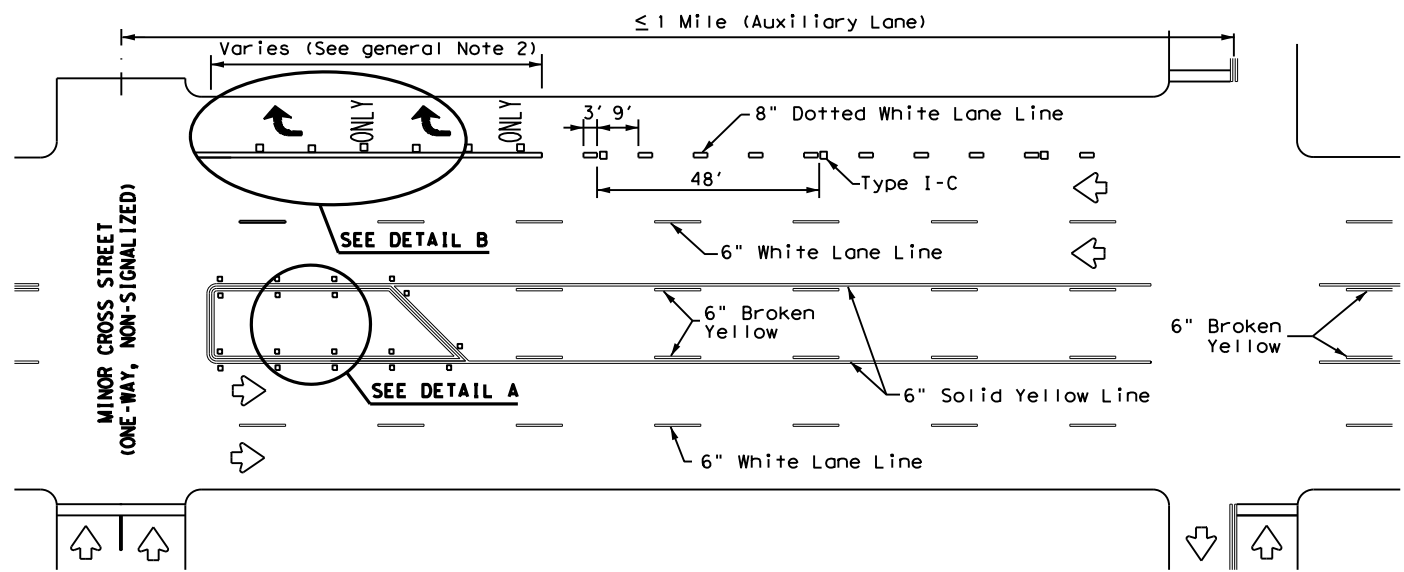 ≤ 1 Mile (Auxiliary Lane)
Varies (See general Note 2)
ONLY
ONLY
3' 9'
8" Dotted White Lane Line
48'
Type I-C
SEE DETAIL B
6" White Lane Line
MINOR CROSS STREET
(ONE-WAY, NON-SIGNALIZED)
6" Broken
Yellow
6" Broken
Yellow
SEE DETAIL A
6" Solid Yellow Line
6" White Lane Line